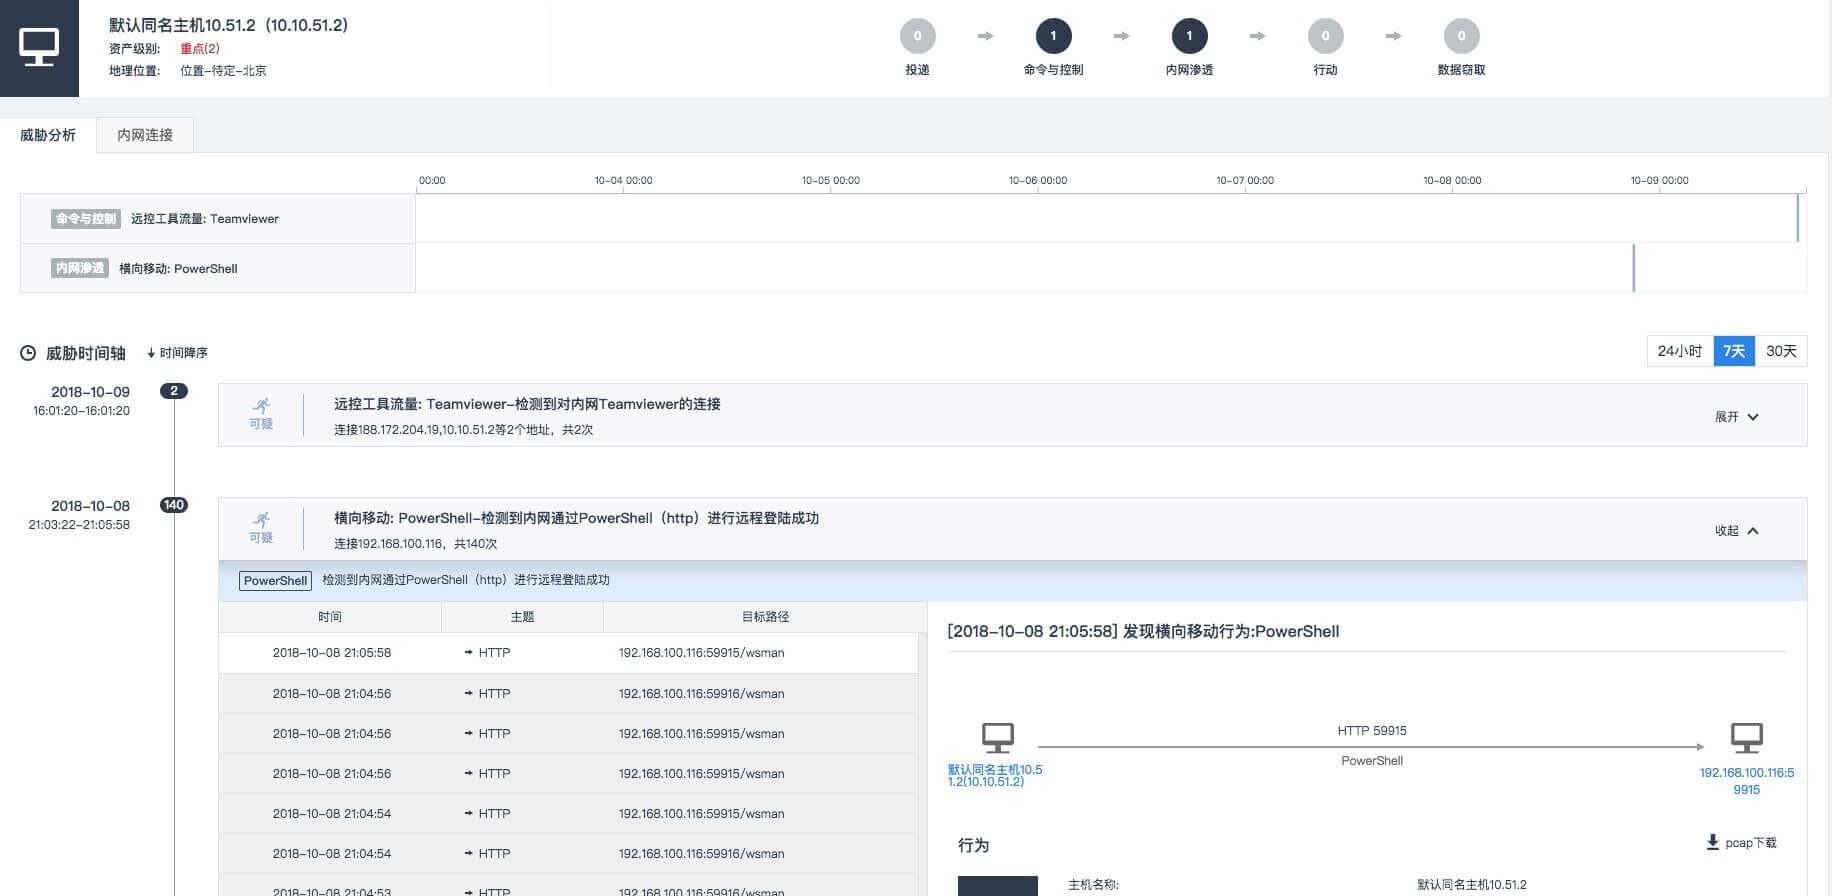 默认同名主机10.51.2（10.10.51.2）
资产级别: 重点(2)
地理位置: 位置-待定-北京
0 1 1 0 0
投递 命令与控制 内网渗透 行动 数据窃取
威胁分析 内网连接
00:00 10-04 00:00 10-05 00:00 10-06 00:00 10-07 00:00 10-08 00:00 10-09 00:00
命令与控制 远控工具流量: Teamviewer
内网渗透 横向移动: PowerShell
威胁时间轴 时间降序 24小时 7天 30天
2018-10-09 2
16:01:20-16:01:20
可疑
远控工具流量: Teamviewer-检测到对内网Teamviewer的连接
连接188.172.204.19,10.10.51.2等2个地址，共2次
展开
2018-10-08 140
21:03:22-21:05:58
可疑
横向移动: PowerShell-检测到内网通过PowerShell（http）进行远程登陆成功
连接192.168.100.116，共140次
收起
PowerShell 检测到内网通过PowerShell（http）进行远程登陆成功
时间 主题 目标路径
2018-10-08 21:05:58 HTTP 192.168.100.116:59915/wsman
2018-10-08 21:04:56 HTTP 192.168.100.116:59916/wsman
2018-10-08 21:04:56 HTTP 192.168.100.116:59915/wsman
2018-10-08 21:04:56 HTTP 192.168.100.116:59915/wsman
2018-10-08 21:04:54 HTTP 192.168.100.116:59915/wsman
2018-10-08 21:04:54 HTTP 192.168.100.116:59916/wsman
2018-10-08 21:04:53 HTTP 192.168.100.116:59915/wsman
[2018-10-08 21:05:58] 发现横向移动行为:PowerShell
HTTP 59915
PowerShell
默认同名主机10.5
1.2(10.10.51.2)
192.168.100.116:5
9915
行为 pcap下载
主机名称: 默认同名主机10.51.2